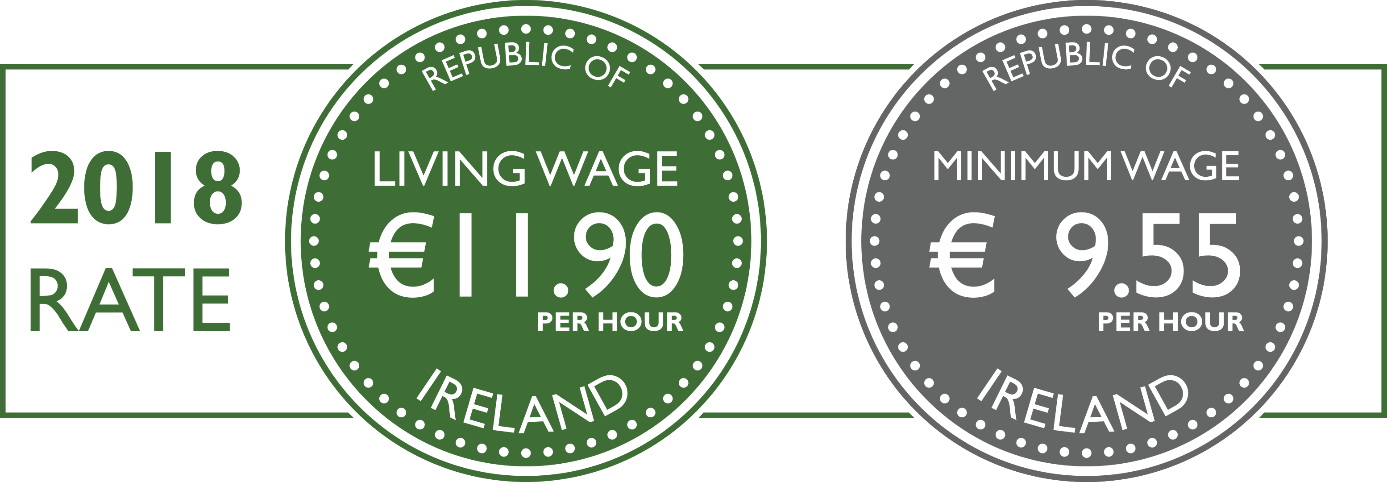 2018
RATE
REPUBLIC OF
LIVING WAGE
€11.90
PER HOUR
IRELAND
REPUBLIC OF
MINIMUM WAGE
€ 9.55
PER HOUR
IRELAND